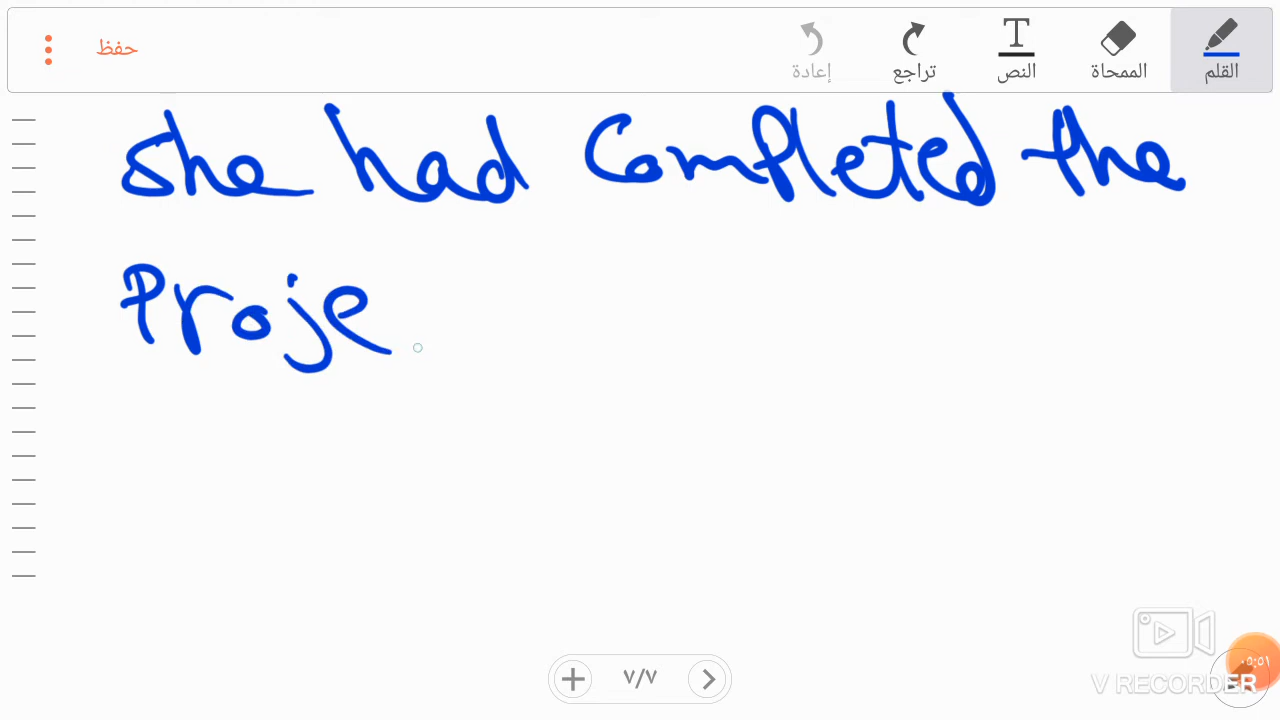 حفظ
إعادة
تراجع
النص
الممحاة
القلم
she had completed the
Proje
٧/٧
V RECORDER